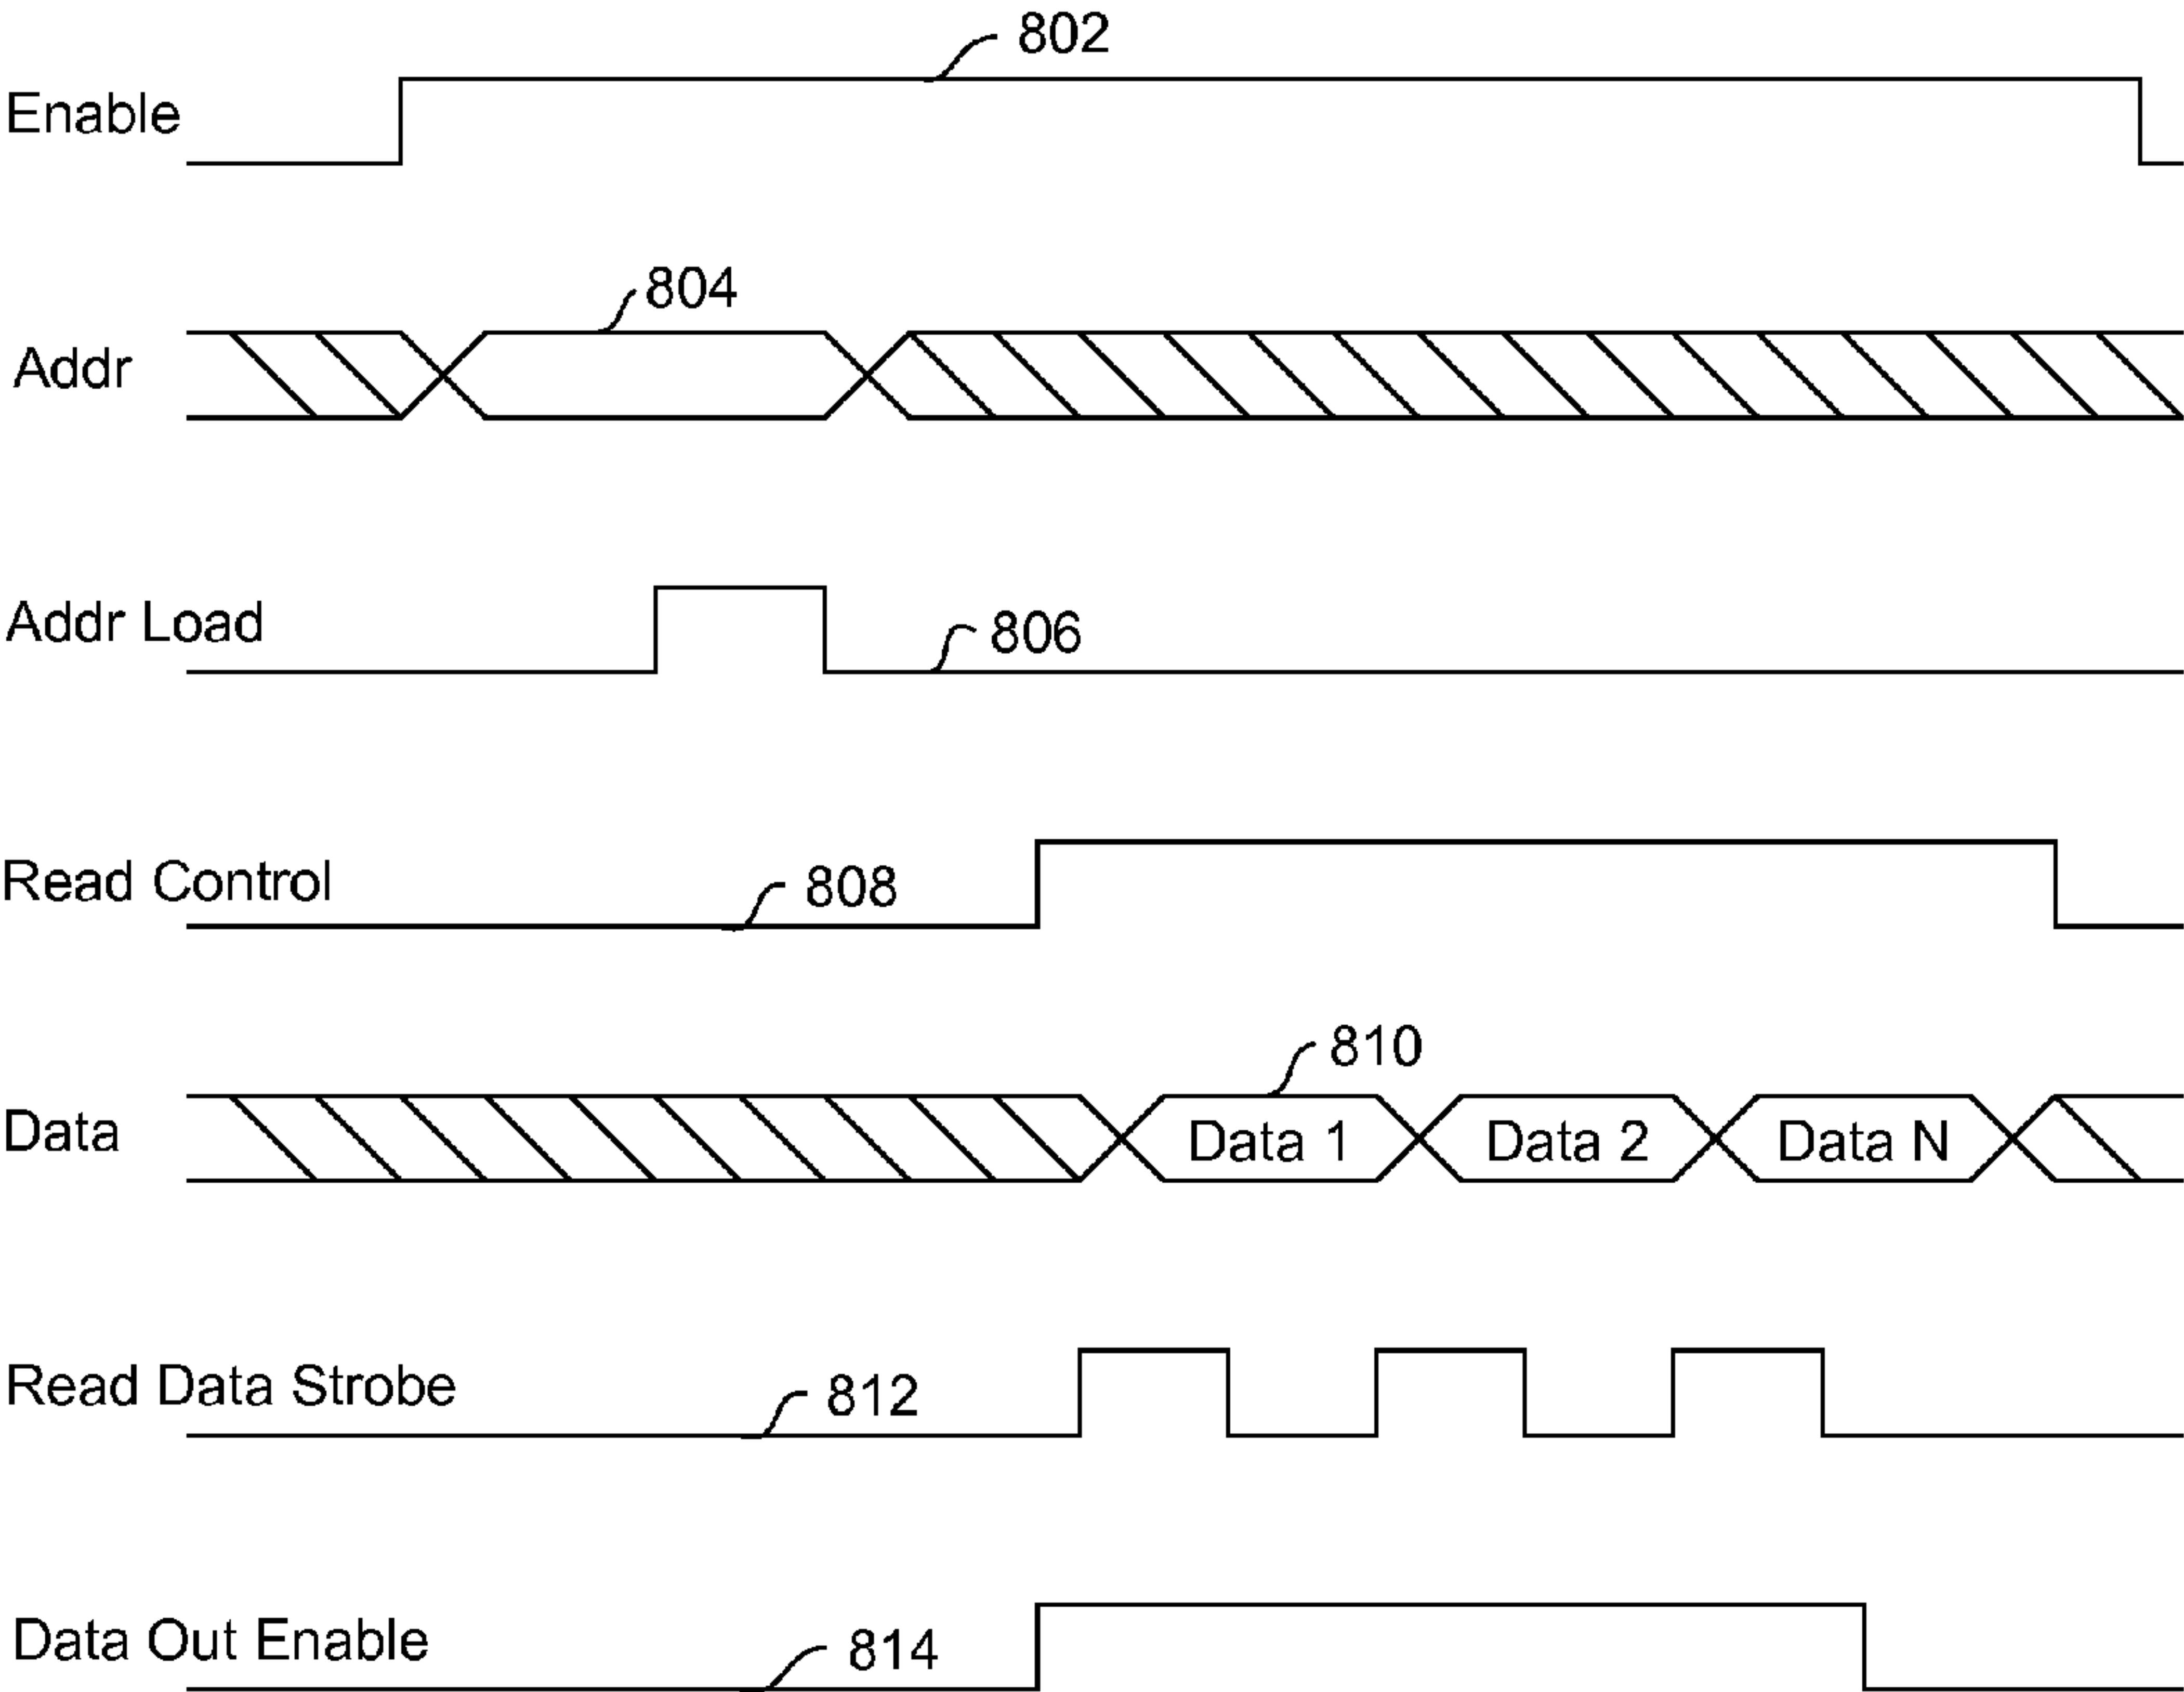 802
Enable
804
Addr
Addr Load
806
Read Control
808
810
Data
Data 1
Data 2
Data N
Read Data Strobe
812
Data Out Enable
814